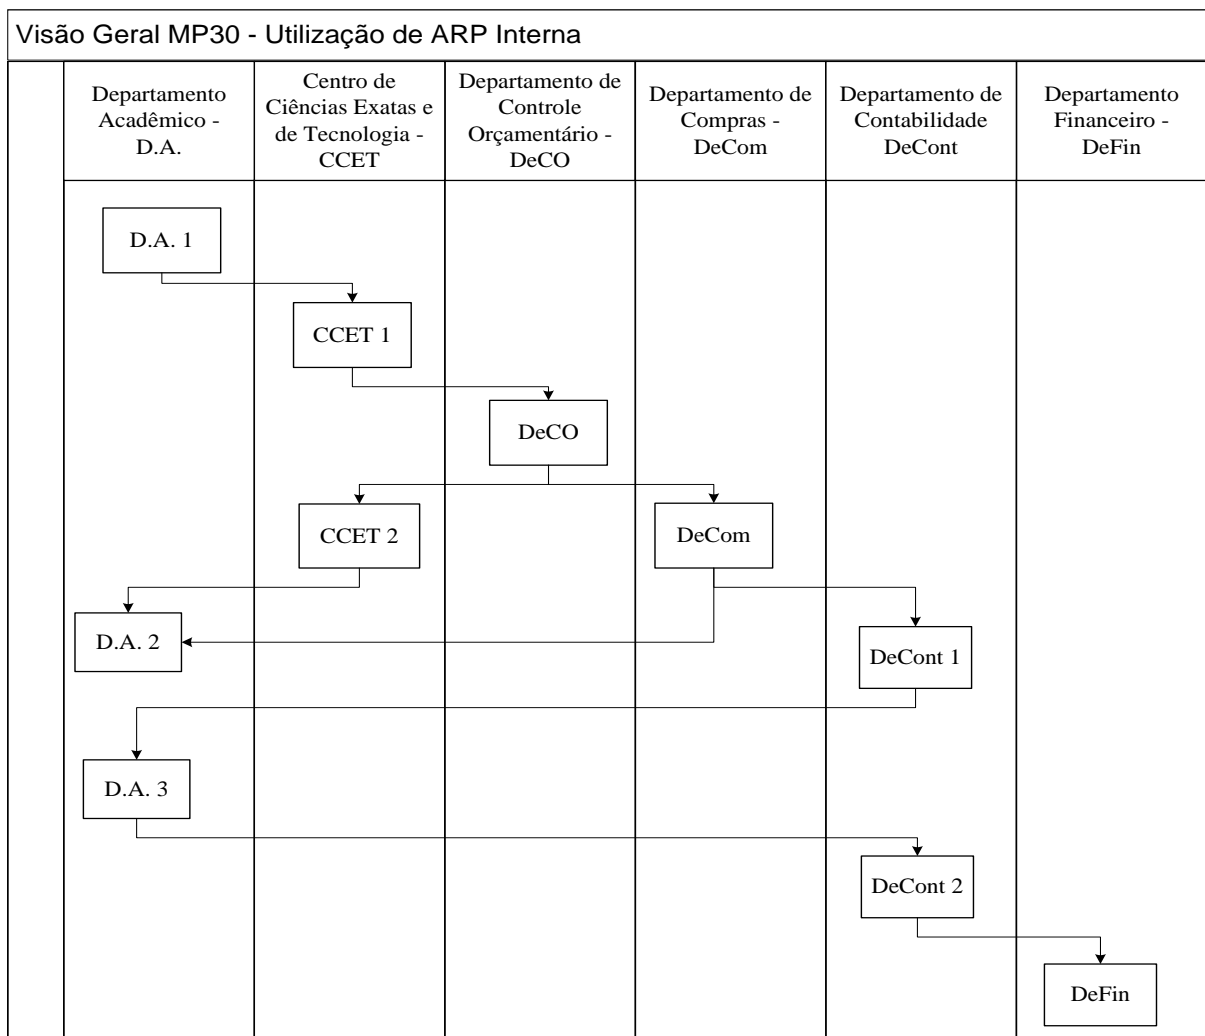 Visão Geral MP30 - Utilização de ARP Interna
Departamento
Acadêmico -
D.A.
Centro de
Ciências Exatas e
de Tecnologia -
CCET
Departamento de
Controle
Orçamentário -
DeCO
Departamento de
Compras -
DeCom
Departamento de
Contabilidade
DeCont
Departamento
Financeiro -
DeFin
D.A. 1
CCET 1
DeCO
CCET 2
DeCom
D.A. 2
DeCont 1
D.A. 3
DeCont 2
DeFin